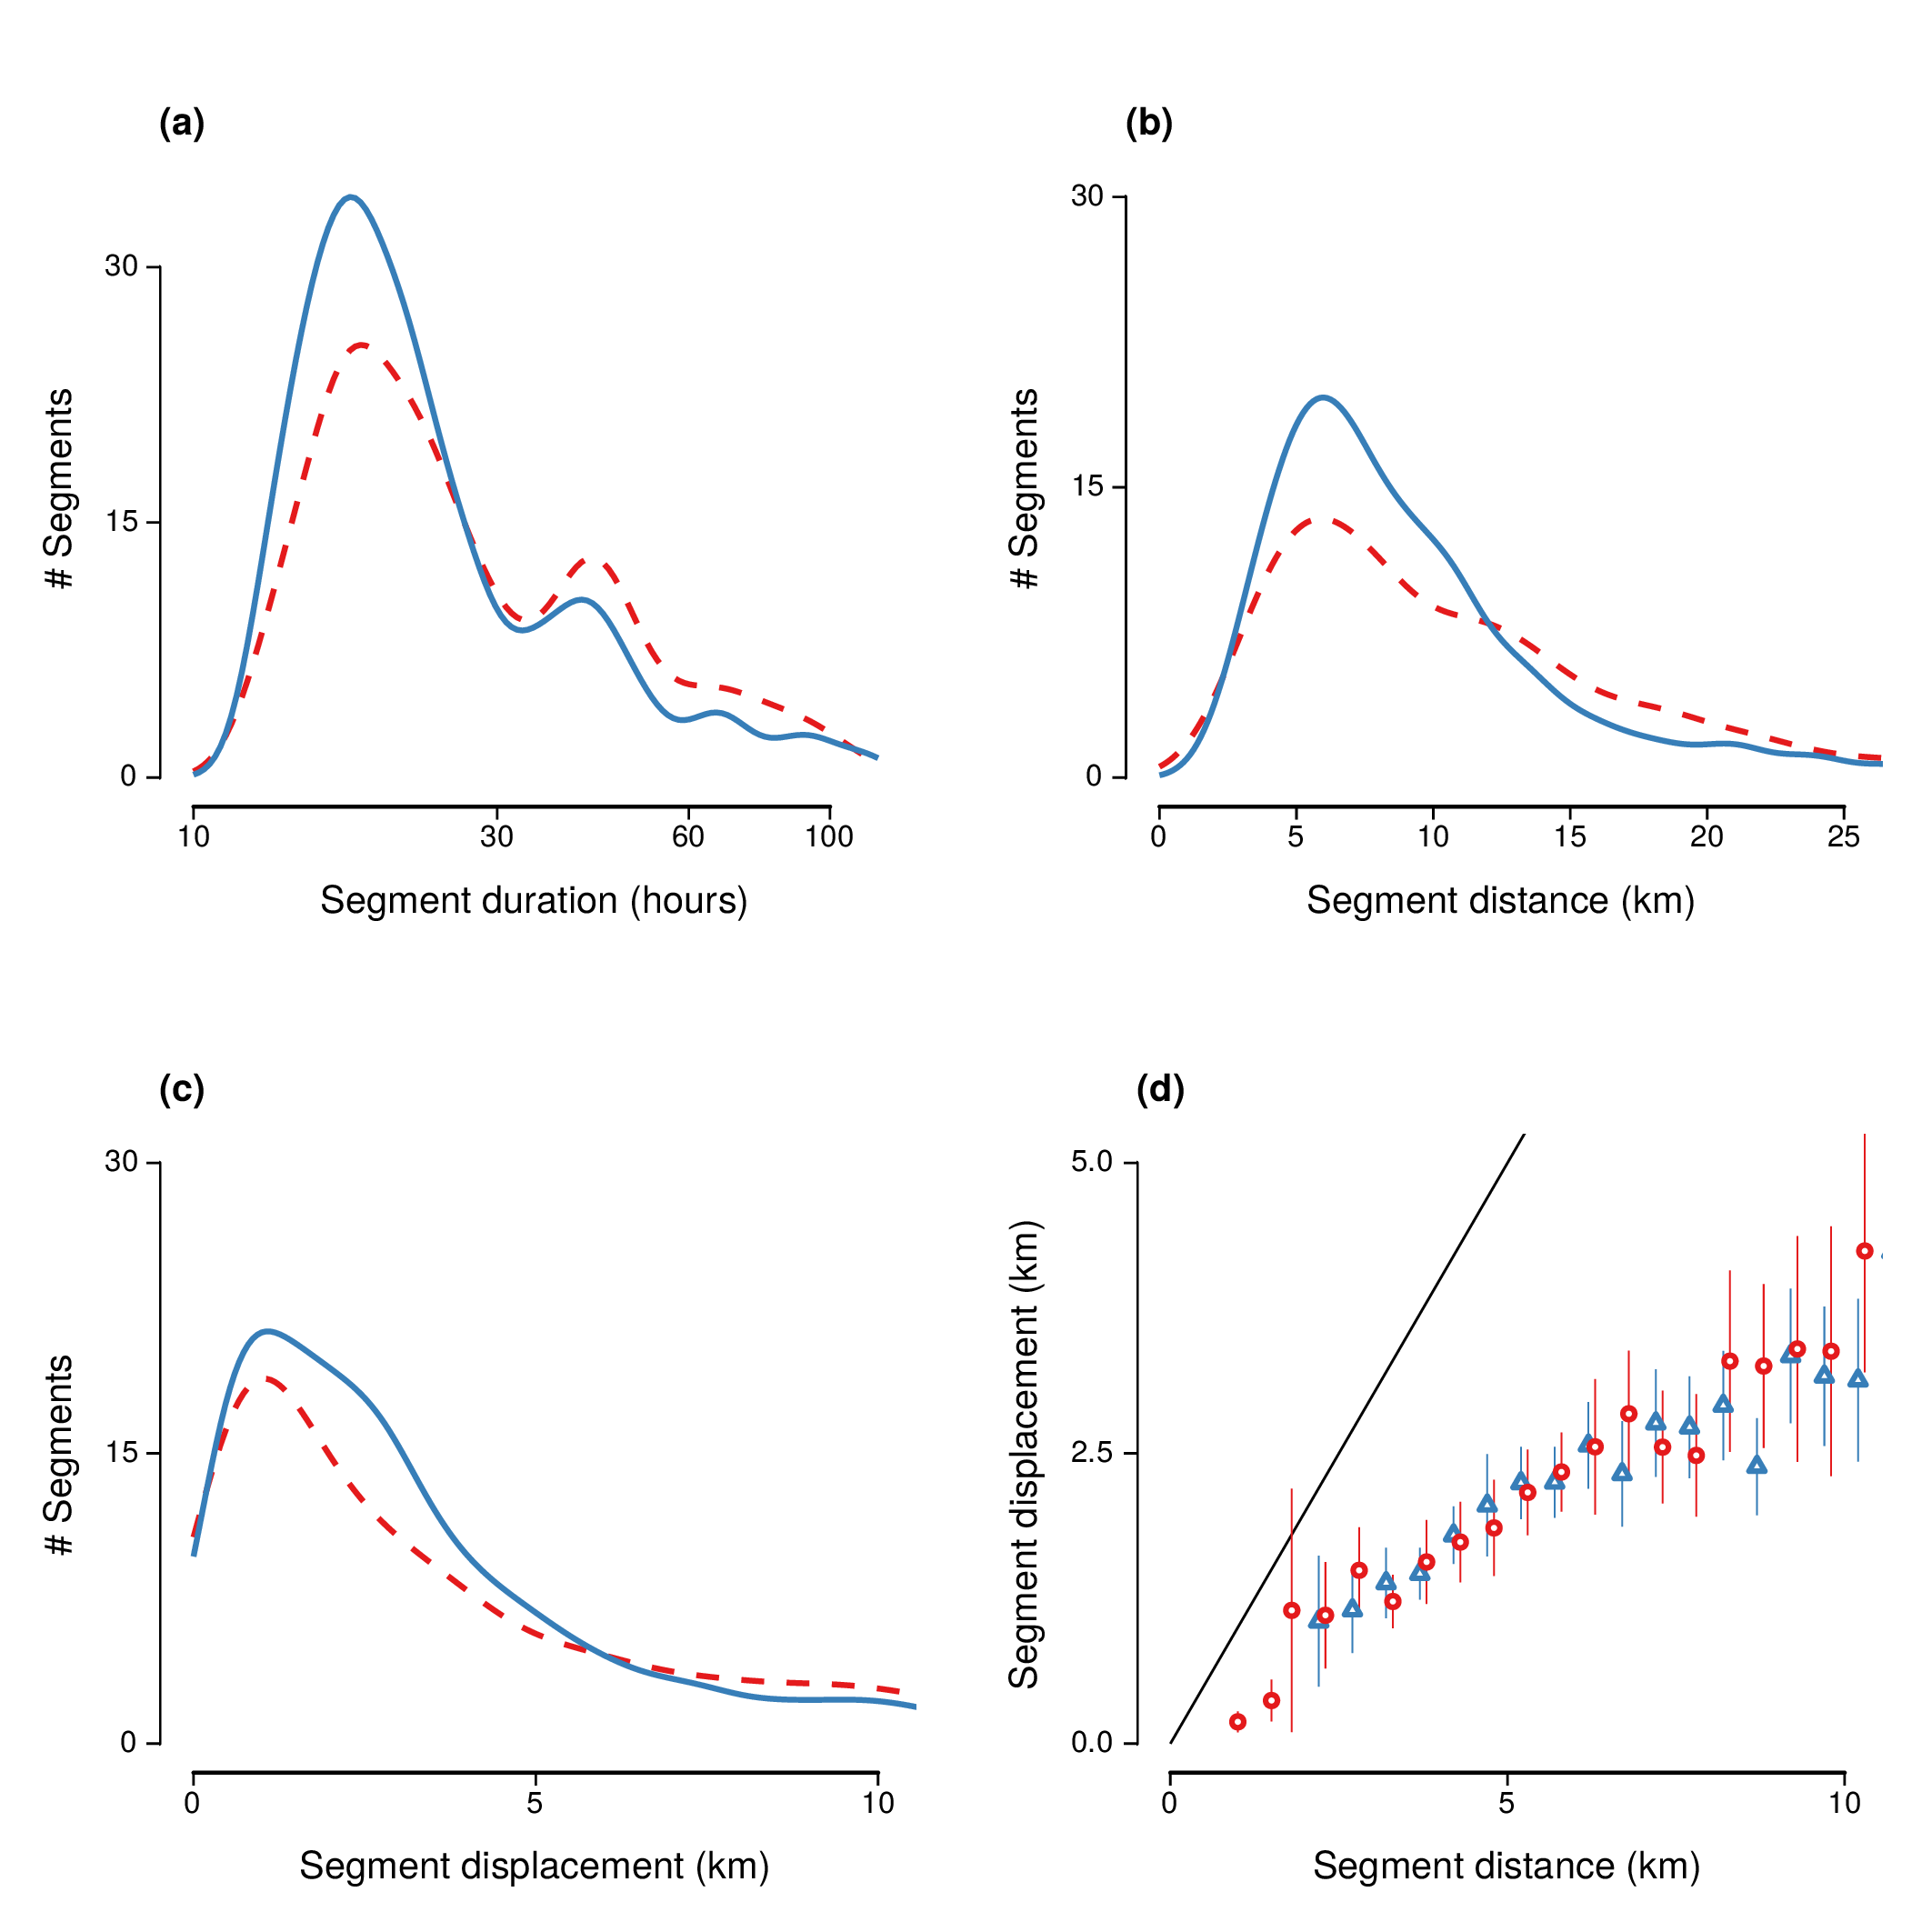 (a)
30
15
0
# Segments
10 30 60 100
Segment duration (hours)
(b)
30
15
0
# Segments
0 5 10 15 20 25
Segment distance (km)
(c)
30
15
0
# Segments
0 5 10
Segment displacement (km)
(d)
5.0
2.5
0.0
Segment displacement (km)
0 5 10
Segment distance (km)